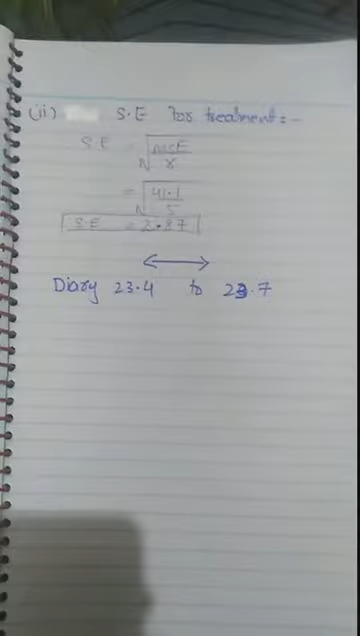 (ii) S.E for treatment:-
S.E = √MSE/r
= √41.1/5
S.E = 2.87
Diary 23.4 to 23.7